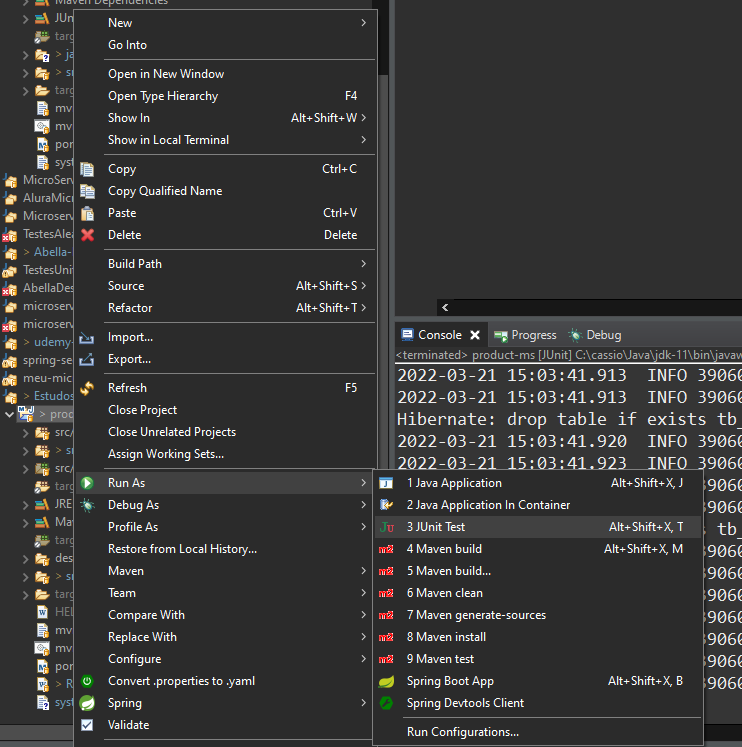 Maven Dependencies
New
Go Into
Open in New Window
Open Type Hierarchy F4
Show In Alt+Shift+W >
Show in Local Terminal
Copy Ctrl+C
Copy Qualified Name
Paste Ctrl+V
Delete Delete
Build Path
Source Alt+Shift+S >
Refactor Alt+Shift+T >
Import...
Export...
Refresh F5
Close Project
Close Unrelated Projects
Assign Working Sets...
Run As
Debug As
Profile As
Restore from Local History...
Maven
Team
Compare With
Replace With
Configure
Convert .properties to .yaml
Spring
Validate
1 Java Application Alt+Shift+X, J
2 Java Application In Container
3 JUnit Test Alt+Shift+X, T
4 Maven build Alt+Shift+X, M
5 Maven build...
6 Maven clean
7 Maven generate-sources
8 Maven install
9 Maven test
Spring Boot App Alt+Shift+X, B
Spring Devtools Client
Run Configurations...
JUn
targ
> ja
> sr
targ
mv
mv
por
syst
MicroSer
AluraMic
Microserv
TestesAlea
> Abella-
TestesUnit
AbellaDes
microserv
microserv
> udemy-
spring-se
meu-mic
> Estudos
> prod
src/
> s
src/
targ
JRE
Ma
targ
des
> sr
targ
HEL
mv
mv
por
> R
syst
Console Progress Debug
<terminated> product-ms [JUnit] C:\cassio\Java\jdk-11\bin\javaw
2022-03-21 15:03:41.913 INFO 39060
2022-03-21 15:03:41.913 INFO 39060
Hibernate: drop table if exists tb_
2022-03-21 15:03:41.920 INFO 39060
2022-03-21 15:03:41.923 INFO 39060